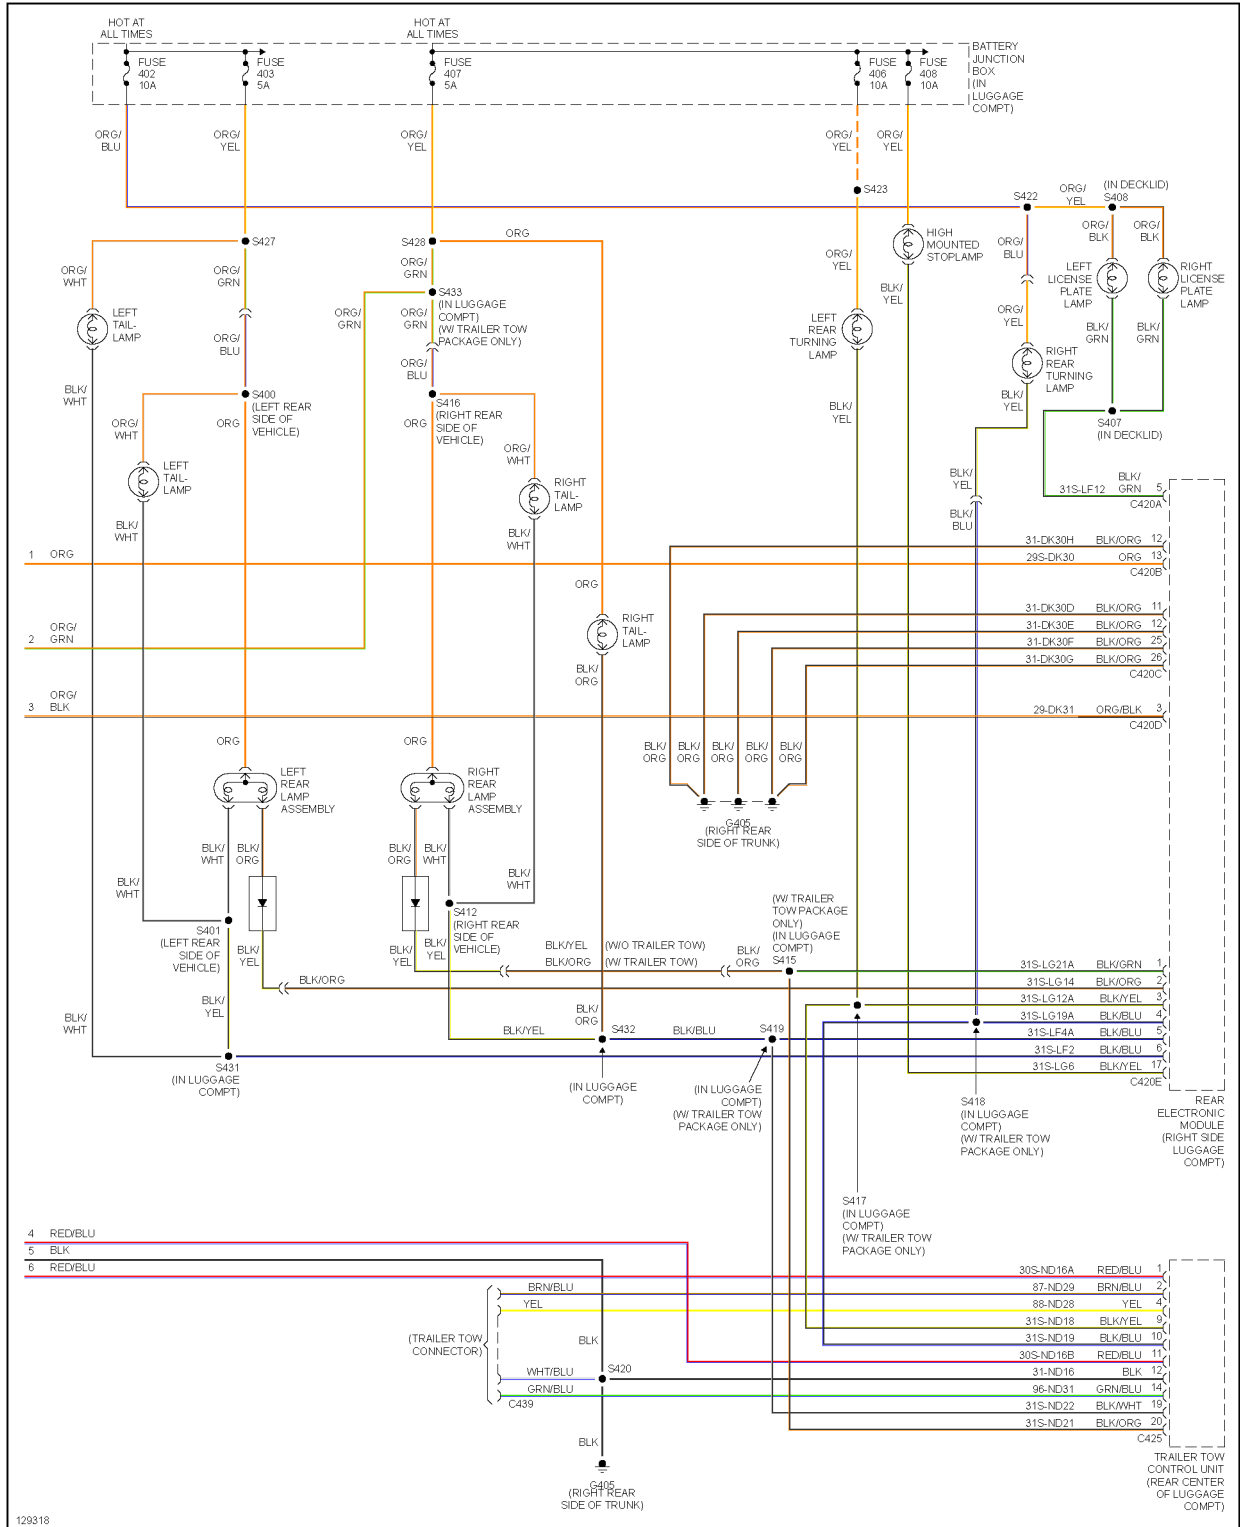 HOT AT
ALL TIMES
HOT AT
ALL TIMES
FUSE
402
10A
FUSE
403
5A
FUSE
407
5A
FUSE
406
10A
FUSE
408
10A
BATTERY
JUNCTION
BOX
(IN
LUGGAGE
COMPT)
ORG/
BLU
ORG/
YEL
ORG/
YEL
ORG/
YEL
ORG/
YEL
S423
S422
ORG/
YEL
(IN DECKLID)
S408
S427
S428
ORG
HIGH
MOUNTED
STOPLAMP
ORG/
BLU
ORG/
BLK
ORG/
BLK
ORG/
WHT
ORG/
GRN
ORG/
GRN
ORG/
YEL
BLK/
YEL
LEFT
LICENSE
PLATE
LAMP
RIGHT
LICENSE
PLATE
LAMP
S433
(IN LUGGAGE
COMPT)
(W/ TRAILER TOW
PACKAGE ONLY)
LEFT
TAIL-
LAMP
ORG/
GRN
ORG/
GRN
LEFT
REAR
TURNING
LAMP
ORG/
YEL
BLK/
GRN
BLK/
GRN
ORG/
BLU
ORG/
BLU
RIGHT
REAR
TURNING
LAMP
BLK/
WHT
S400
(LEFT REAR
SIDE OF
VEHICLE)
S416
(RIGHT REAR
SIDE OF
VEHICLE)
BLK/
YEL
BLK/
YEL
S407
(IN DECKLID)
ORG/
WHT
ORG
ORG
ORG/
WHT
LEFT
TAIL-
LAMP
RIGHT
TAIL-
LAMP
BLK/
YEL
BLK/
BLU
31S-LF12 BLK/
GRN 5
C420A
BLK/
WHT
BLK/
WHT
1 ORG
31-DK30H BLK/ORG 12
29S-DK30 ORG 13
C420B
ORG
2 ORG/
GRN
RIGHT
TAIL-
LAMP
BLK/
ORG
31-DK30D BLK/ORG 11
31-DK30E BLK/ORG 12
31-DK30F BLK/ORG 25
31-DK30G BLK/ORG 26
C420C
3 ORG/
BLK
29-DK31 ORG/BLK 3
C420D
ORG
ORG
BLK/
ORG
BLK/
ORG
BLK/
ORG
BLK/
ORG
BLK/
ORG
LEFT
REAR
LAMP
ASSEMBLY
RIGHT
REAR
LAMP
ASSEMBLY
G405
(RIGHT REAR
SIDE OF TRUNK)
BLK/
WHT
BLK/
ORG
BLK/
ORG
BLK/
WHT
BLK/
WHT
BLK/
WHT
S401
(LEFT REAR
SIDE OF
VEHICLE)
BLK/
YEL
BLK/
YEL
BLK/
YEL
S412
(RIGHT REAR
SIDE OF
VEHICLE)
(W/ TRAILER
TOW PACKAGE
ONLY)
(IN LUGGAGE
COMPT)
S415
BLK/YEL (W/O TRAILER TOW)
BLK/ORG (W/ TRAILER TOW)
BLK/
ORG
BLK/ORG
BLK/
YEL
BLK/
WHT
31S-LG21A BLK/GRN 1
31S-LG14 BLK/ORG 2
31S-LG12A BLK/YEL 3
31S-LG19A BLK/BLU 4
31S-LF4A BLK/BLU 5
31S-LF2 BLK/BLU 6
31S-LG6 BLK/YEL 17
C420E
BLK/YEL
BLK/
ORG
S432
BLK/BLU
S419
S431
(IN LUGGAGE
COMPT)
(IN LUGGAGE
COMPT)
(IN LUGGAGE
COMPT)
(W/ TRAILER TOW
PACKAGE ONLY)
S418
(IN LUGGAGE
COMPT)
(W/ TRAILER TOW
PACKAGE ONLY)
REAR
ELECTRONIC
MODULE
(RIGHT SIDE
LUGGAGE
COMPT)
S417
(IN LUGGAGE
COMPT)
(W/ TRAILER TOW
PACKAGE ONLY)
4 RED/BLU
5 BLK
6 RED/BLU
BRN/BLU
YEL
(TRAILER TOW
CONNECTOR)
BLK
WHT/BLU
S420
GRN/BLU
C439
30S-ND16A RED/BLU 1
87-ND29 BRN/BLU 2
88-ND28 YEL 4
31S-ND18 BLK/YEL 9
31S-ND19 BLK/BLU 10
30S-ND16B RED/BLU 11
31-ND16 BLK 12
96-ND31 GRN/BLU 14
31S-ND22 BLK/WHT 19
31S-ND21 BLK/ORG 20
C425
BLK
G405
(RIGHT REAR
SIDE OF TRUNK)
TRAILER TOW
CONTROL UNIT
(REAR CENTER
OF LUGGAGE
COMPT)
129318